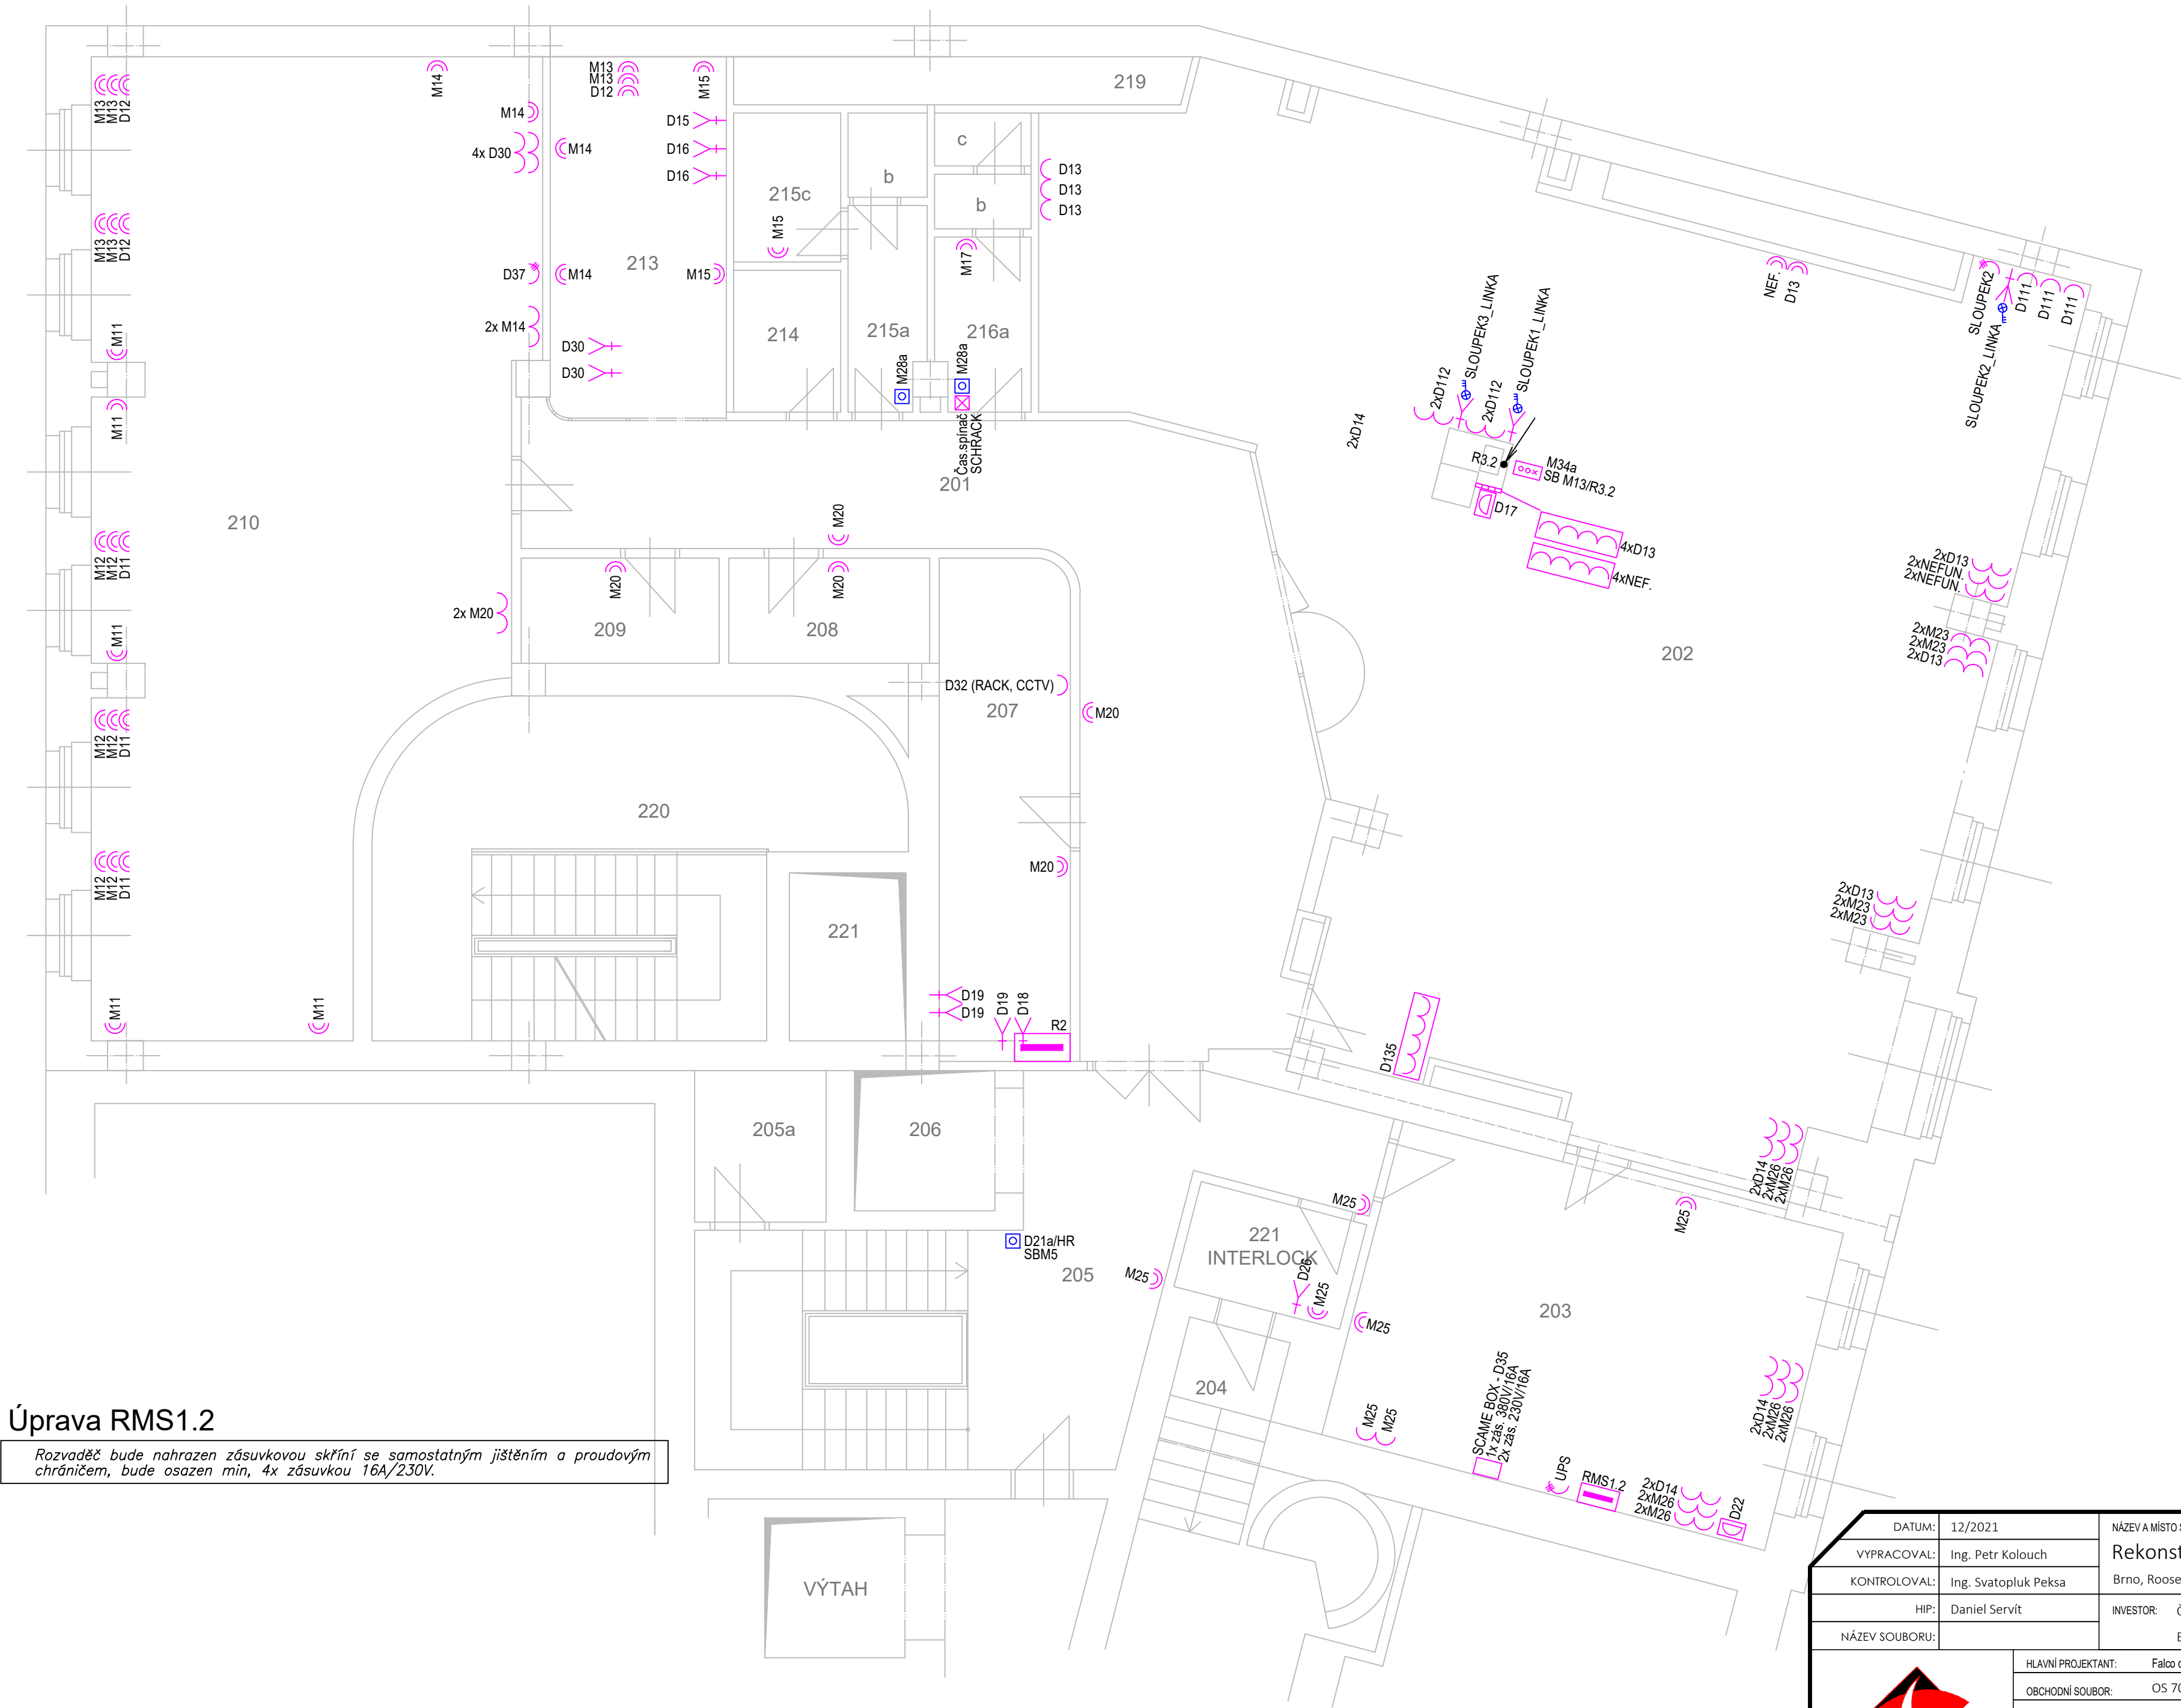 M14
M13
M13
D12
M15
219
M13
M13
D12
M14
4x D30
M14
D15
D16
D16
215c
b
c
b
D13
D13
D13
M15
M17
M13
M13
D12
D37
M14
213
M15
2x M14
D30
D30
214
215a
216a
M28a
M28a
Čas.spínač
SCHRACK
M11
M11
NEF.
D13
SLOUPEK2
SLOUPEK2_LINKA
D111
D111
D111
2xD112
SLOUPEK3_LINKA
2xD112
SLOUPEK1_LINKA
2xD14
R3.2
M34a
SB M13/R3.2
D17
4xD13
4xNEF.
201
210
M20
M20
M20
M12
M12
D11
2x M20
209
208
M11
2xD13
2xNEFUN.
2xNEFUN.
2xM23
2xM23
2xD13
202
D32 (RACK, CCTV)
207
M20
M12
M12
D11
220
M20
M12
M12
D11
221
2xD13
2xM23
2xM23
M11
M11
D19
D19
D19
D18
R2
D135
205a
206
2xD14
2xM26
2xM26
M25
M25
221
INTERLOCK
D21a/HR
SBM5
205
M25
D26
M25
M25
203
204
M25
M25
SCAME BOX - D35
1x zás. 380V/16A
2x zás. 230V/16A
2xD14
2xM26
2xM26
UPS
RMS1.2
2xD14
2xM26
2xM26
D22
Úprava RMS1.2
Rozvaděč bude nahrazen zásuvkovou skříní se samostatným jištěním a proudovým
chráničem, bude osazen min, 4x zásuvkou 16A/230V.
VÝTAH
DATUM: 12/2021
VYPRACOVAL: Ing. Petr Kolouch
KONTROLOVAL: Ing. Svatopluk Peksa
HIP: Daniel Servít
NÁZEV SOUBORU:
NÁZEV A MÍSTO
Rekonst
Brno, Roose
INVESTOR:
HLAVNÍ PROJEKTANT: Falco
OBCHODNÍ SOUBOR: OS